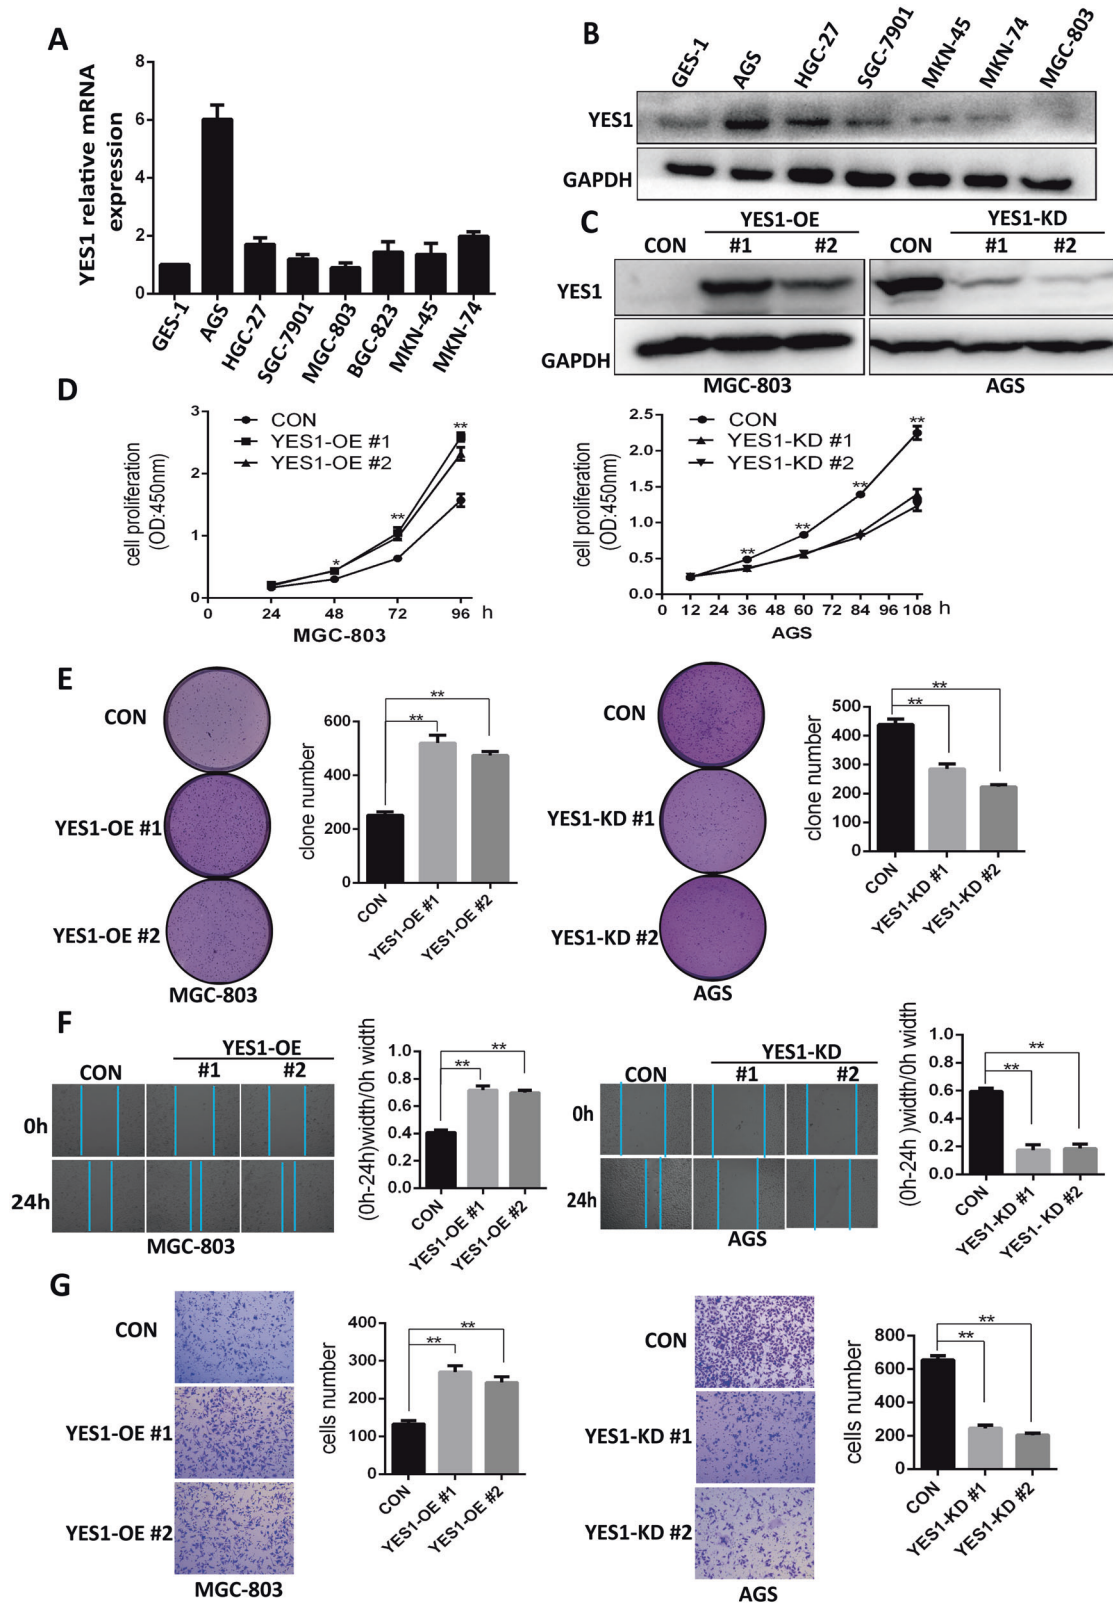 A
YES1 relative mRNA
expression
8
6
4
2
0
GES-1
AGS
HGC-27
SGC-7901
MGC-803
BGC-823
MKN-45
MKN-74
B
GES-1
AGS
HGC-27
SGC-7901
MKN-45
MKN-74
MGC-803
YES1
GAPDH
C
YES1-OE
YES1-KD
CON
#1
#2
CON
#1
#2
YES1
GAPDH
MGC-803
AGS
D
cell proliferation
(OD:450nm)
3
2
1
0
CON
YES1-OE #1
YES1-OE #2
*
**
**
0
24
48
72
96
h
MGC-803
cell proliferation
(OD:450nm)
2.5
2.0
1.5
1.0
0.5
0.0
CON
YES1-KD #1
YES1-KD #2
**
**
**
**
0
12
24
36
48
60
72
84
96
108
h
AGS
E
CON
YES1-OE #1
YES1-OE #2
MGC-803
clone number
600
400
200
0
**
**
CON
YES1-OE #1
YES1-OE #2
CON
YES1-KD #1
YES1-KD #2
AGS
clone number
500
400
300
200
100
0
**
**
CON
YES1-KD #1
YES1-KD #2
F
YES1-OE
CON
#1
#2
0h
24h
MGC-803
(0h-24h)width/0h width
1.0
0.8
0.6
0.4
0.2
0.0
**
**
CON
YES1-OE #1
YES1-OE #2
YES1-KD
CON
#1
#2
0h
24h
AGS
(0h-24h )width/0h width
1.0
0.8
0.6
0.4
0.2
0.0
**
**
CON
YES1-KD #1
YES1- KD #2
G
CON
YES1-OE #1
YES1-OE #2
MGC-803
cells number
400
300
200
100
0
**
**
CON
YES1-OE #1
YES1-OE #2
CON
YES1-KD #1
YES1-KD #2
AGS
cells number
800
600
400
200
0
**
**
CON
YES1-KD #1
YES1-KD #2